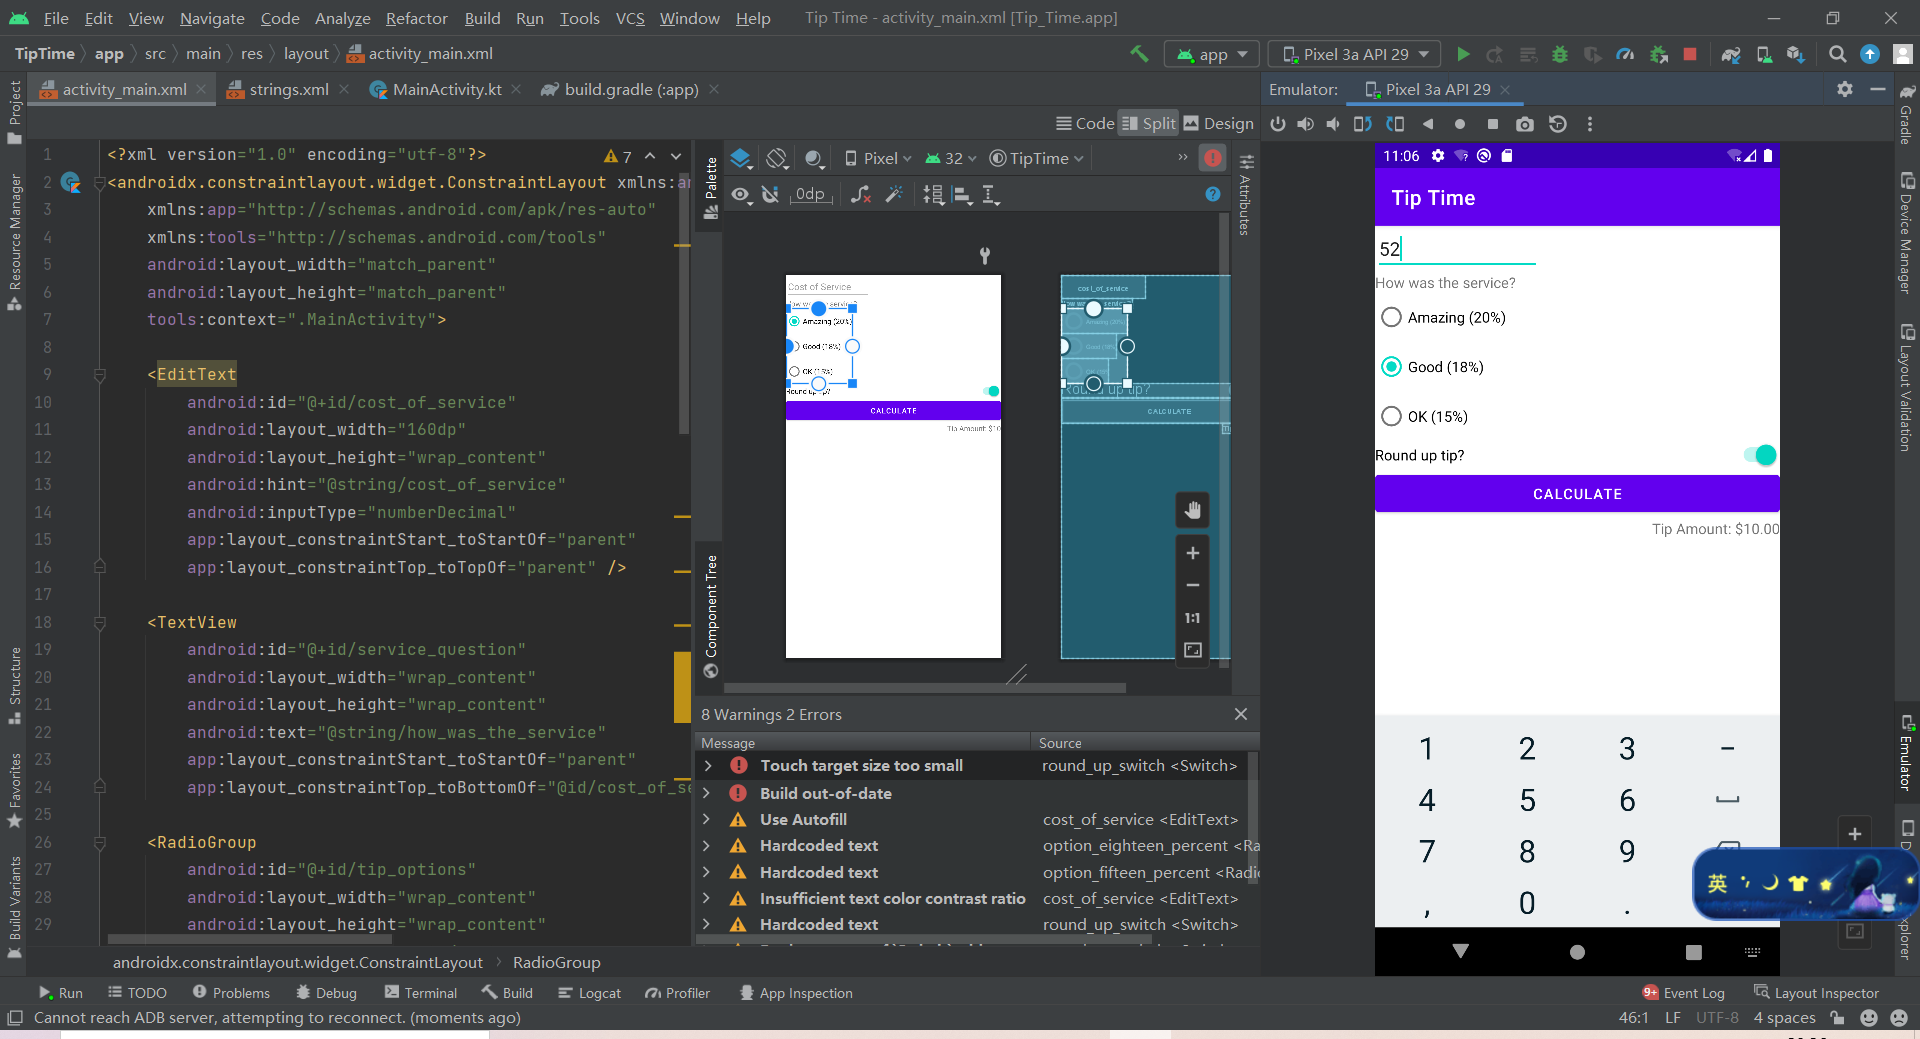 File Edit View Navigate Code Analyze Refactor Build Run Tools VCS Window Help Tip Time - activity_main.xml [Tip_Time.app]
TipTime app src main res layout activity_main.xml app Pixel 3a API 29
activity_main.xml strings.xml MainActivity.kt build.gradle (:app)
Emulator: Pixel 3a API 29
Code Split Design
Project
Resource Manager
Structure
Favorites
Build Variants
1 <?xml version="1.0" encoding="utf-8"?> 7
2 <androidx.constraintlayout.widget.ConstraintLayout xmlns:a
3 xmlns:app="http://schemas.android.com/apk/res-auto"
4 xmlns:tools="http://schemas.android.com/tools"
5 android:layout_width="match_parent"
6 android:layout_height="match_parent"
7 tools:context=".MainActivity">
8
9 <EditText
10 android:id="@+id/cost_of_service"
11 android:layout_width="160dp"
12 android:layout_height="wrap_content"
13 android:hint="@string/cost_of_service"
14 android:inputType="numberDecimal"
15 app:layout_constraintStart_toStartOf="parent"
16 app:layout_constraintTop_toTopOf="parent" />
17
18 <TextView
19 android:id="@+id/service_question"
20 android:layout_width="wrap_content"
21 android:layout_height="wrap_content"
22 android:text="@string/how_was_the_service"
23 app:layout_constraintStart_toStartOf="parent"
24 app:layout_constraintTop_toBottomOf="@id/cost_of_se
25
26 <RadioGroup
27 android:id="@+id/tip_options"
28 android:layout_width="wrap_content"
29 android:layout_height="wrap_content"
androidx.constraintlayout.widget.ConstraintLayout RadioGroup
Palette
Component Tree
Pixel 32 TipTime
0dp
Attributes
Cost of Service
Amazing (20%)
Good (18%)
OK (15%)
CALCULATE
Tip Amount: $10
cost_of_service
Round up tip?
CALCULATE
1:1
8 Warnings 2 Errors
Message Source
Touch target size too small round_up_switch <Switch>
Build out-of-date
Use Autofill cost_of_service <EditText>
Hardcoded text option_eighteen_percent <Ra
Hardcoded text option_fifteen_percent <Radi
Insufficient text color contrast ratio cost_of_service <EditText>
Hardcoded text round_up_switch <Switch>
11:06
Tip Time
52
How was the service?
Amazing (20%)
Good (18%)
OK (15%)
Round up tip?
CALCULATE
Tip Amount: $10.00
1 2 3 -
4 5 6
7 8 9
, 0 .
英
Gradle
Device Manager
Layout Validation
Emulator
Run TODO Problems Debug Terminal Build Logcat Profiler App Inspection 9+ Event Log Layout Inspector
Cannot reach ADB server, attempting to reconnect. (moments ago) 46:1 LF UTF-8 4 spaces